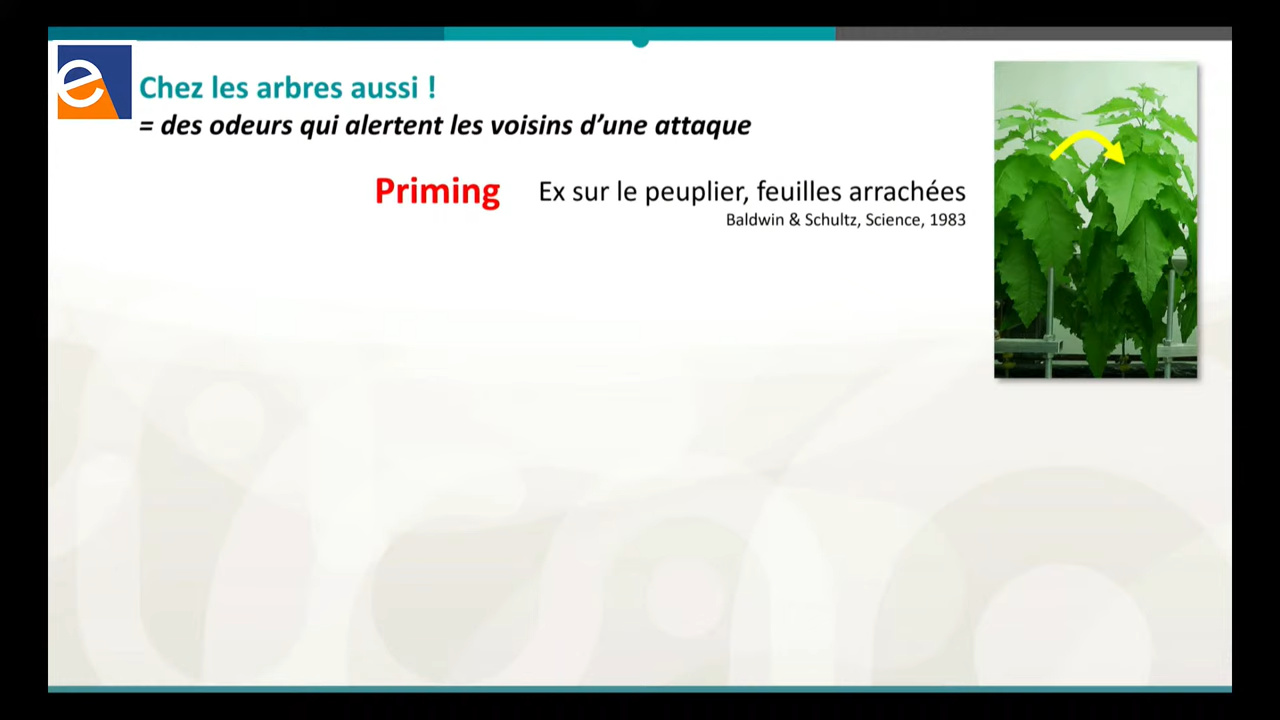 e
Chez les arbres aussi !
= des odeurs qui alertent les voisins d’une attaque
Priming Ex sur le peuplier, feuilles arrachées
Baldwin & Schultz, Science, 1983